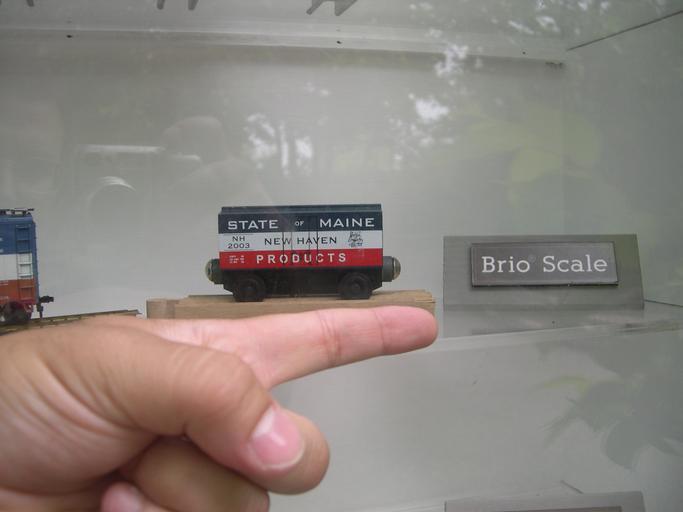 STATE OF MAINE
NH
2003
NEW HAVEN
PRODUCTS
Brio Scale